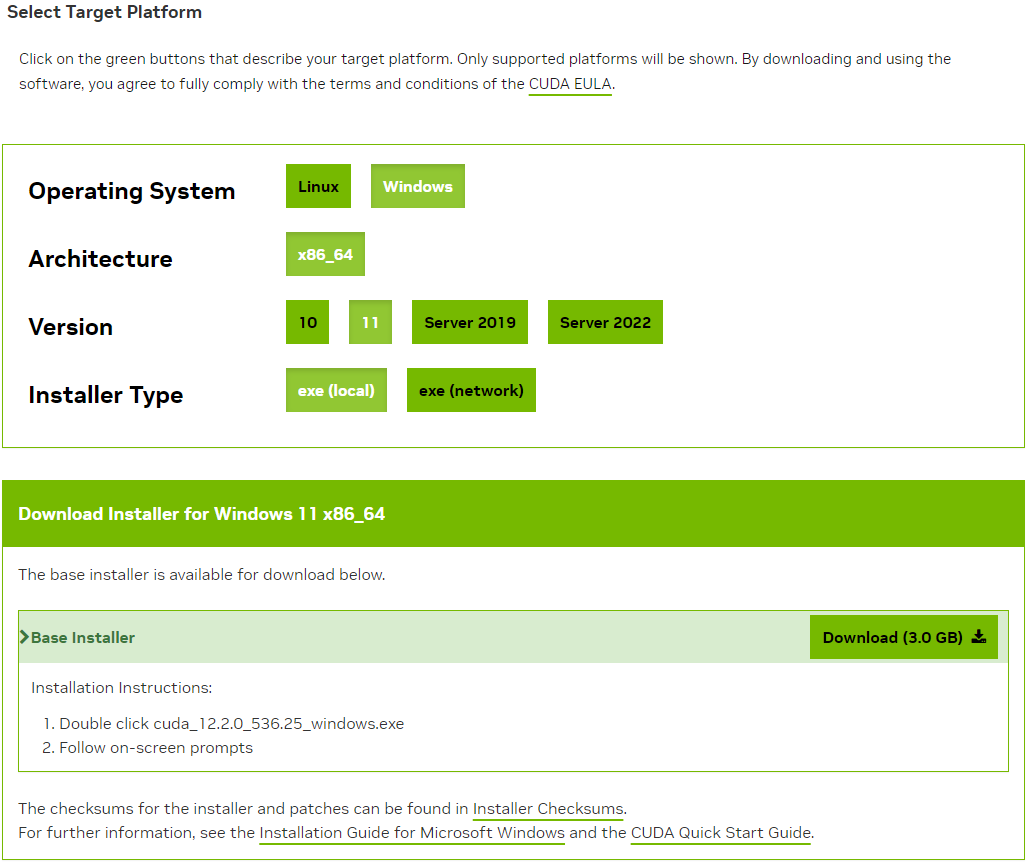 Select Target Platform
Click on the green buttons that describe your target platform. Only supported platforms will be shown. By downloading and using the
software, you agree to fully comply with the terms and conditions of the CUDA EULA.
Operating System Linux Windows
Architecture x86_64
Version 10 11 Server 2019 Server 2022
Installer Type exe (local) exe (network)
Download Installer for Windows 11 x86_64
The base installer is available for download below.
Base Installer Download (3.0 GB)
Installation Instructions:
1. Double click cuda_12.2.0_536.25_windows.exe
2. Follow on-screen prompts
The checksums for the installer and patches can be found in Installer Checksums.
For further information, see the Installation Guide for Microsoft Windows and the CUDA Quick Start Guide.